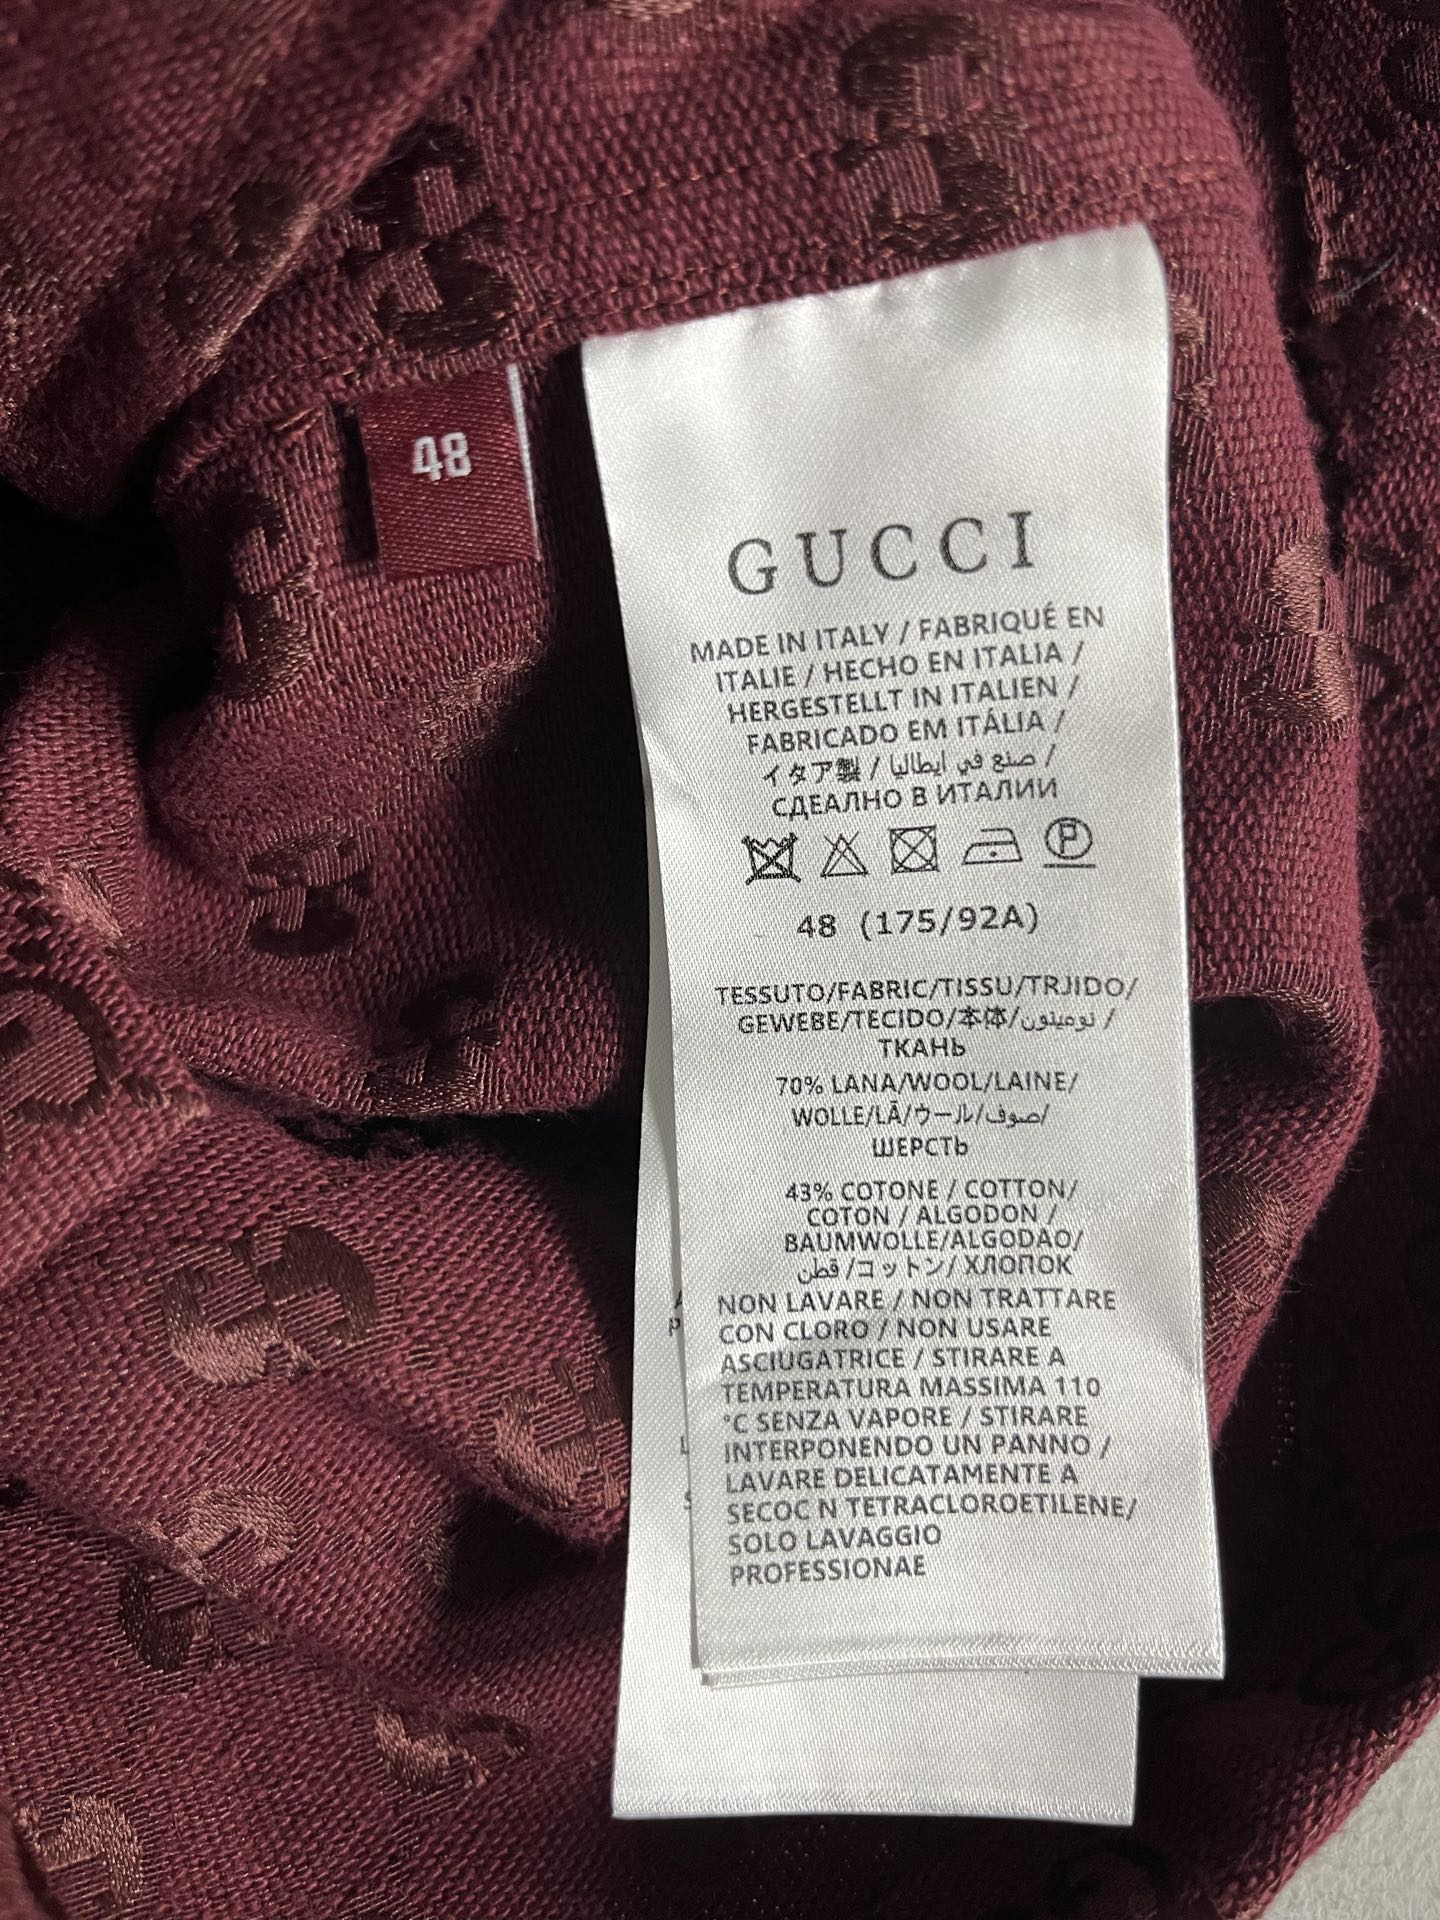 48
GUCCI
MADE IN ITALY / FABRIQUÉ EN
ITALIE / HECHO EN ITALIA /
HERGESTELLT IN ITALIEN /
FABRICADO EM ITÁLIA /
イタア製 / صنع في ايطاليا /
СДЕАЛНО В ИТАЛИИ
P
48 (175/92A)
TESSUTO/FABRIC/TISSU/TRJIDO/
GEWEBE/TECIDO/本体/نومينون /
ТКАНЬ
70% LANA/WOOL/LAINE/
WOLLE/LÃ/ウール/صوف/
ШЕРСТЬ
43% COTONE / COTTON/
COTON / ALGODON /
BAUMWOLLE/ALGODAO/
قطن /コットン/ ХЛОПОК
NON LAVARE / NON TRATTARE
CON CLORO / NON USARE
ASCIUGATRICE / STIRARE A
TEMPERATURA MASSIMA 110
°C SENZA VAPORE / STIRARE
INTERPONENDO UN PANNO /
LAVARE DELICATAMENTE A
SECOC N TETRACLOROETILENE/
SOLO LAVAGGIO
PROFESSIONAE